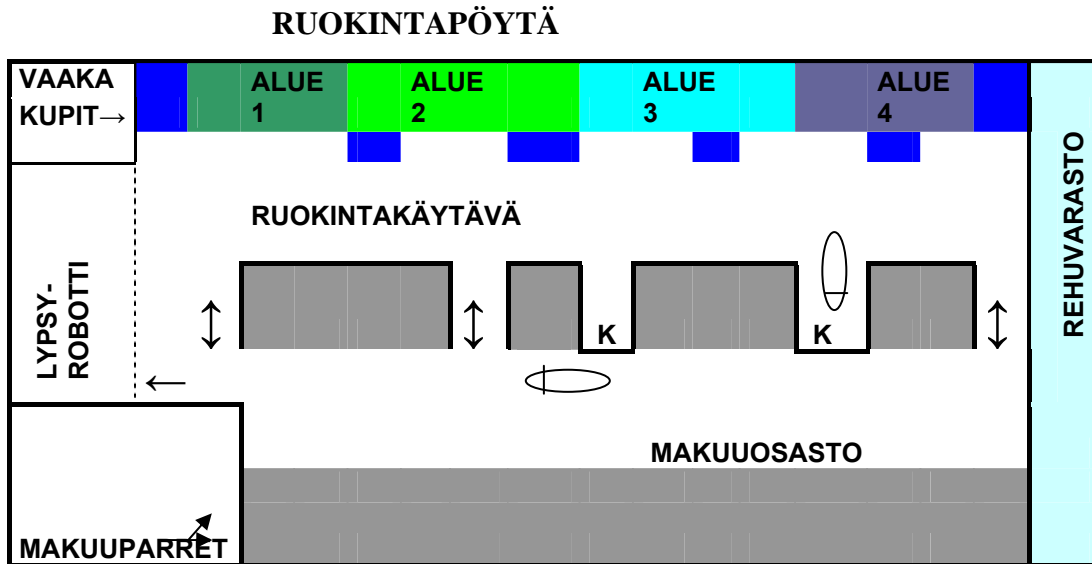 RUOKINTAPÖYTÄ
VAAKA
KUPIT→
ALUE
1
ALUE
2
ALUE
3
ALUE
4
REHUVARASTO
RUOKINTAKÄYTÄVÄ
LYPSY-
ROBOTTI
K
K
MAKUUOSASTO
MAKUUPARRET